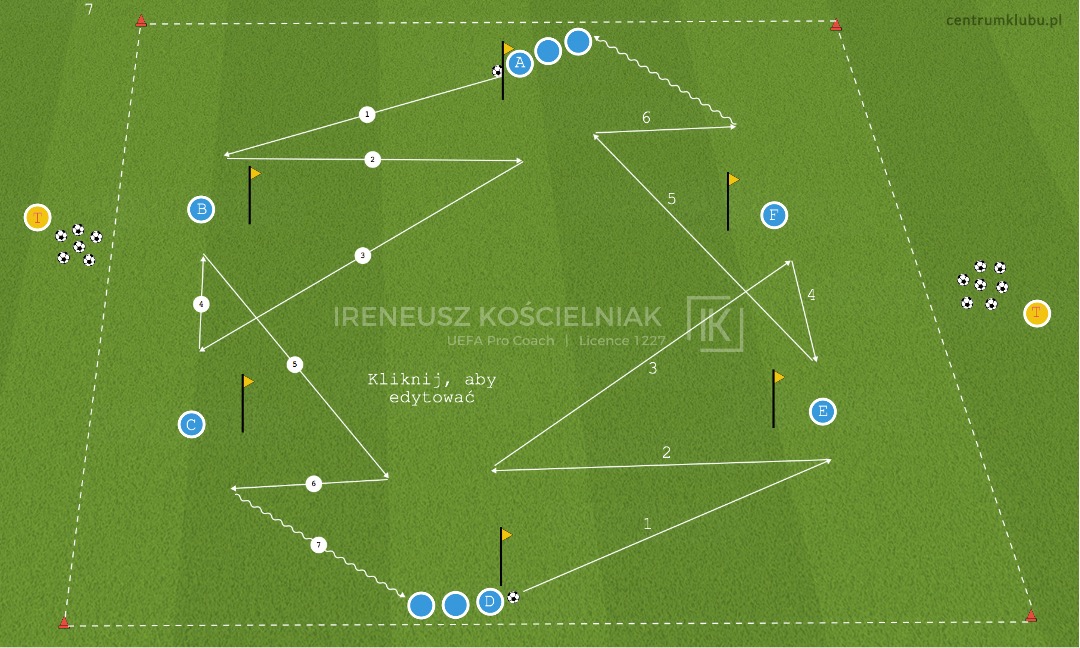 7
centrumklubu.pl
A
1
6
2
5
B
F
T
3
4
4
IRENEUSZ KOŚCIELNIAK IK
UEFA Pro Coach | Licence 1227
T
5
3
Kliknij, aby
edytować
C
E
2
6
1
7
D